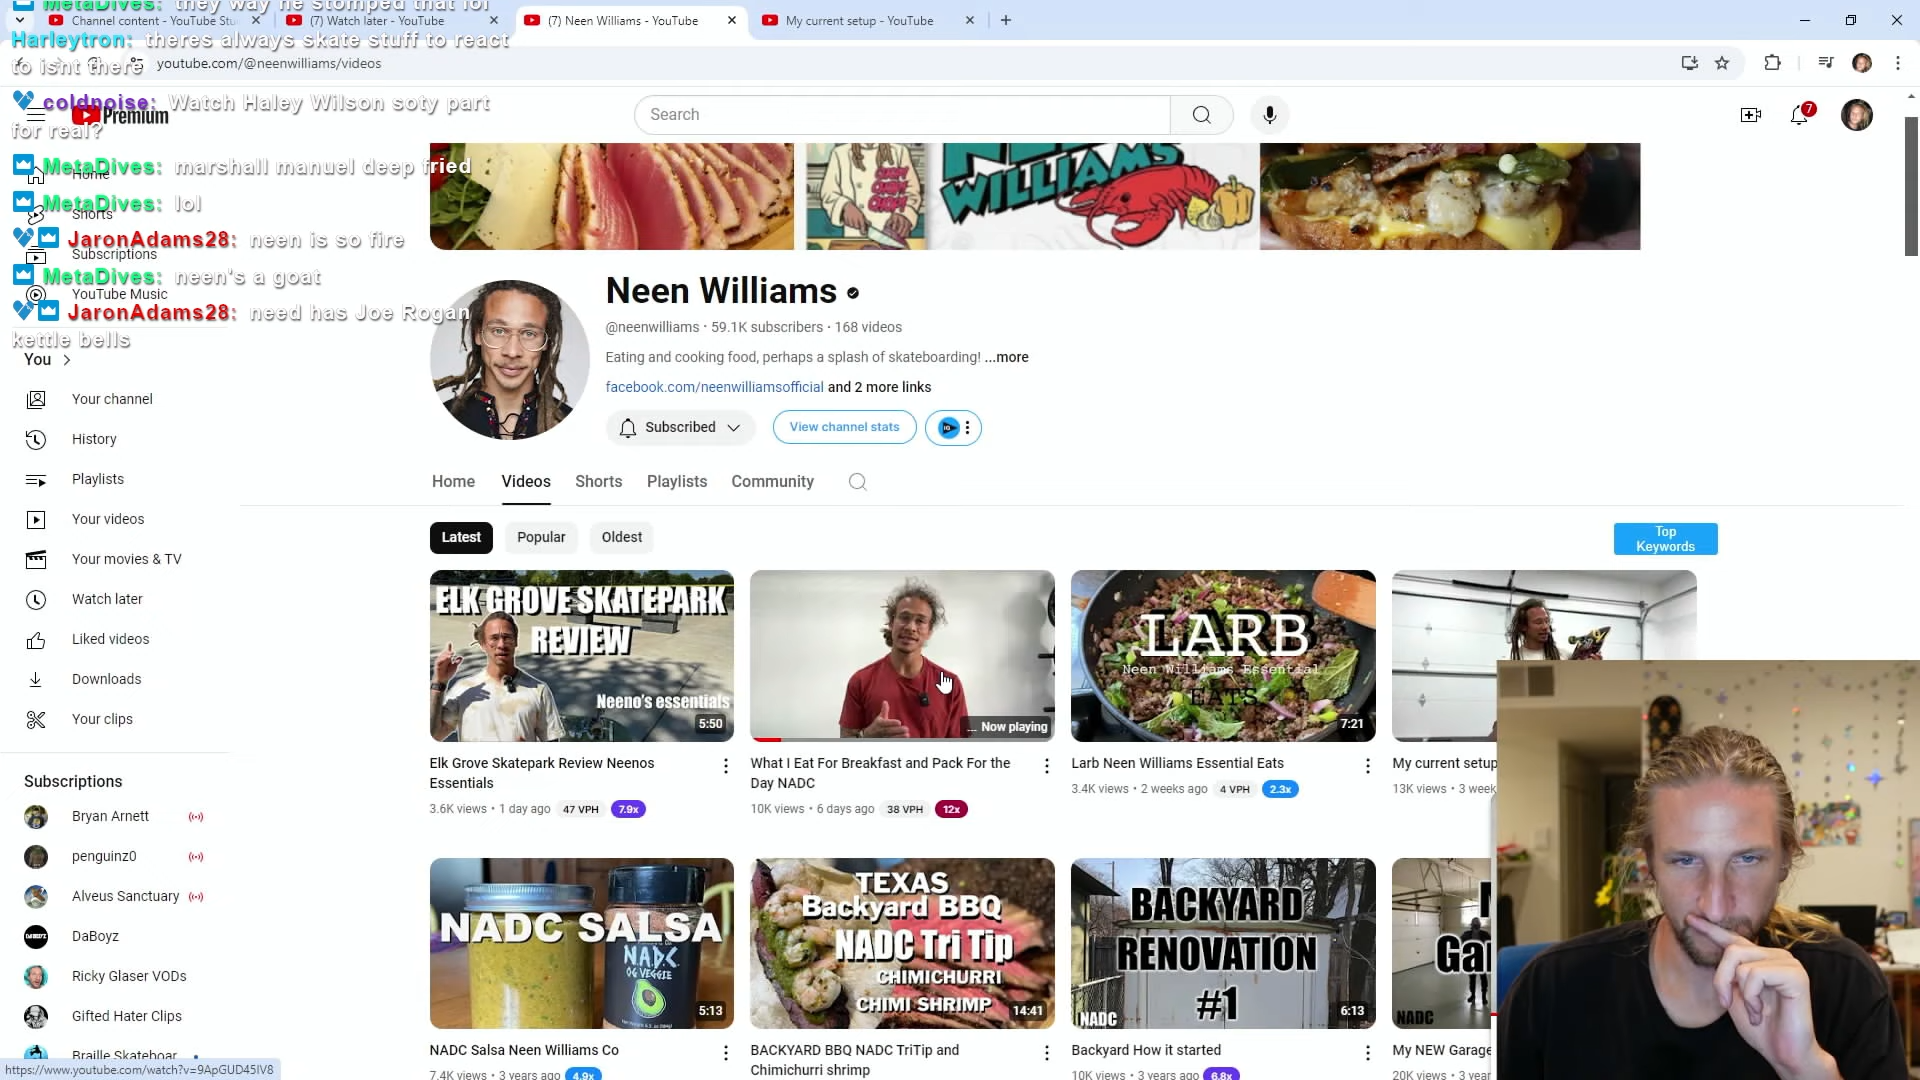 MetaDives: they way he stomped that lol
Channel content - YouTube Stu
(7) Watch later - YouTube
(7) Neen Williams - YouTube
My current setup - YouTube
Harleytron: theres always skate stuff to react
to isnt there
youtube.com/@neenwilliams/videos
coldnoise: Watch Haley Wilson soty part
for real?
Premium
Search
7
MetaDives: marshall manuel deep fried
Home
MetaDives: lol
Shorts
JaronAdams28: neen is so fire
Subscriptions
MetaDives: neen's a goat
YouTube Music
JaronAdams28: need has Joe Rogan
kettle bells
WILLIAMS
Neen Williams
@neenwilliams · 59.1K subscribers · 168 videos
Eating and cooking food, perhaps a splash of skateboarding! ...more
facebook.com/neenwilliamsofficial and 2 more links
Subscribed
View channel stats
You
Your channel
History
Playlists
Your videos
Your movies & TV
Watch later
Liked videos
Downloads
Your clips
Subscriptions
Bryan Arnett
penguinz0
Alveus Sanctuary
DaBoyz
Ricky Glaser VODs
Gifted Hater Clips
Braille Skateboar
https://www.youtube.com/watch?v=9ApGUD45IV8
Home
Videos
Shorts
Playlists
Community
Latest
Popular
Oldest
Top
Keywords
ELK GROVE SKATEPARK
REVIEW
Neeno's essentials
5:50
Elk Grove Skatepark Review Neenos
Essentials
3.6K views · 1 day ago
47 VPH
7.9x
Now playing
What I Eat For Breakfast and Pack For the
Day NADC
10K views · 6 days ago
38 VPH
12x
LARB
Neen Williams Essential
EATS
7:21
Larb Neen Williams Essential Eats
3.4K views · 2 weeks ago
4 VPH
2.3x
My current setup
13K views · 3 week
NADC SALSA
N.A.D.C.
OG VEGGIE
5:13
NADC Salsa Neen Williams Co
7.4K views · 3 years ago
4.9x
TEXAS
Backyard BBQ
NADC Tri Tip
CHIMICHURRI
CHIMI SHRIMP
14:41
BACKYARD BBQ NADC TriTip and
Chimichurri shrimp
BACKYARD
RENOVATION
#1
NADC
6:13
Backyard How it started
10K views · 3 years ago
6.8x
Gar
NADC
My NEW Garage
20K views · 3 year